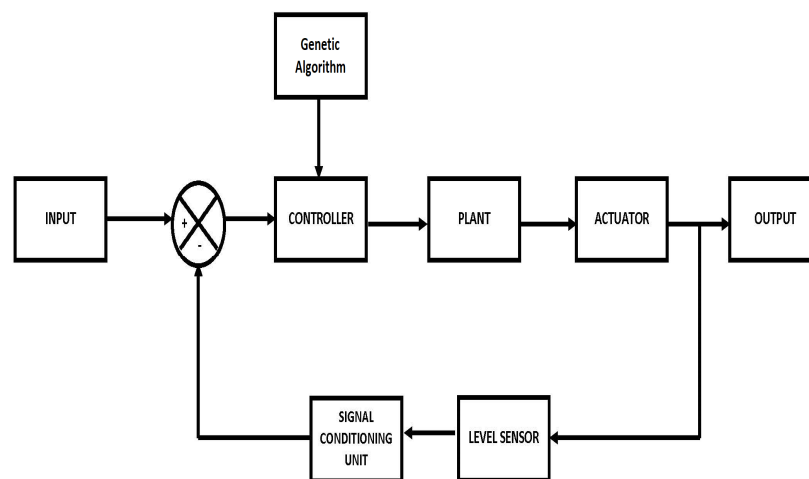 Genetic
Algorithm
INPUT
+
-
CONTROLLER
PLANT
ACTUATOR
OUTPUT
SIGNAL
CONDITIONING
UNIT
LEVEL SENSOR